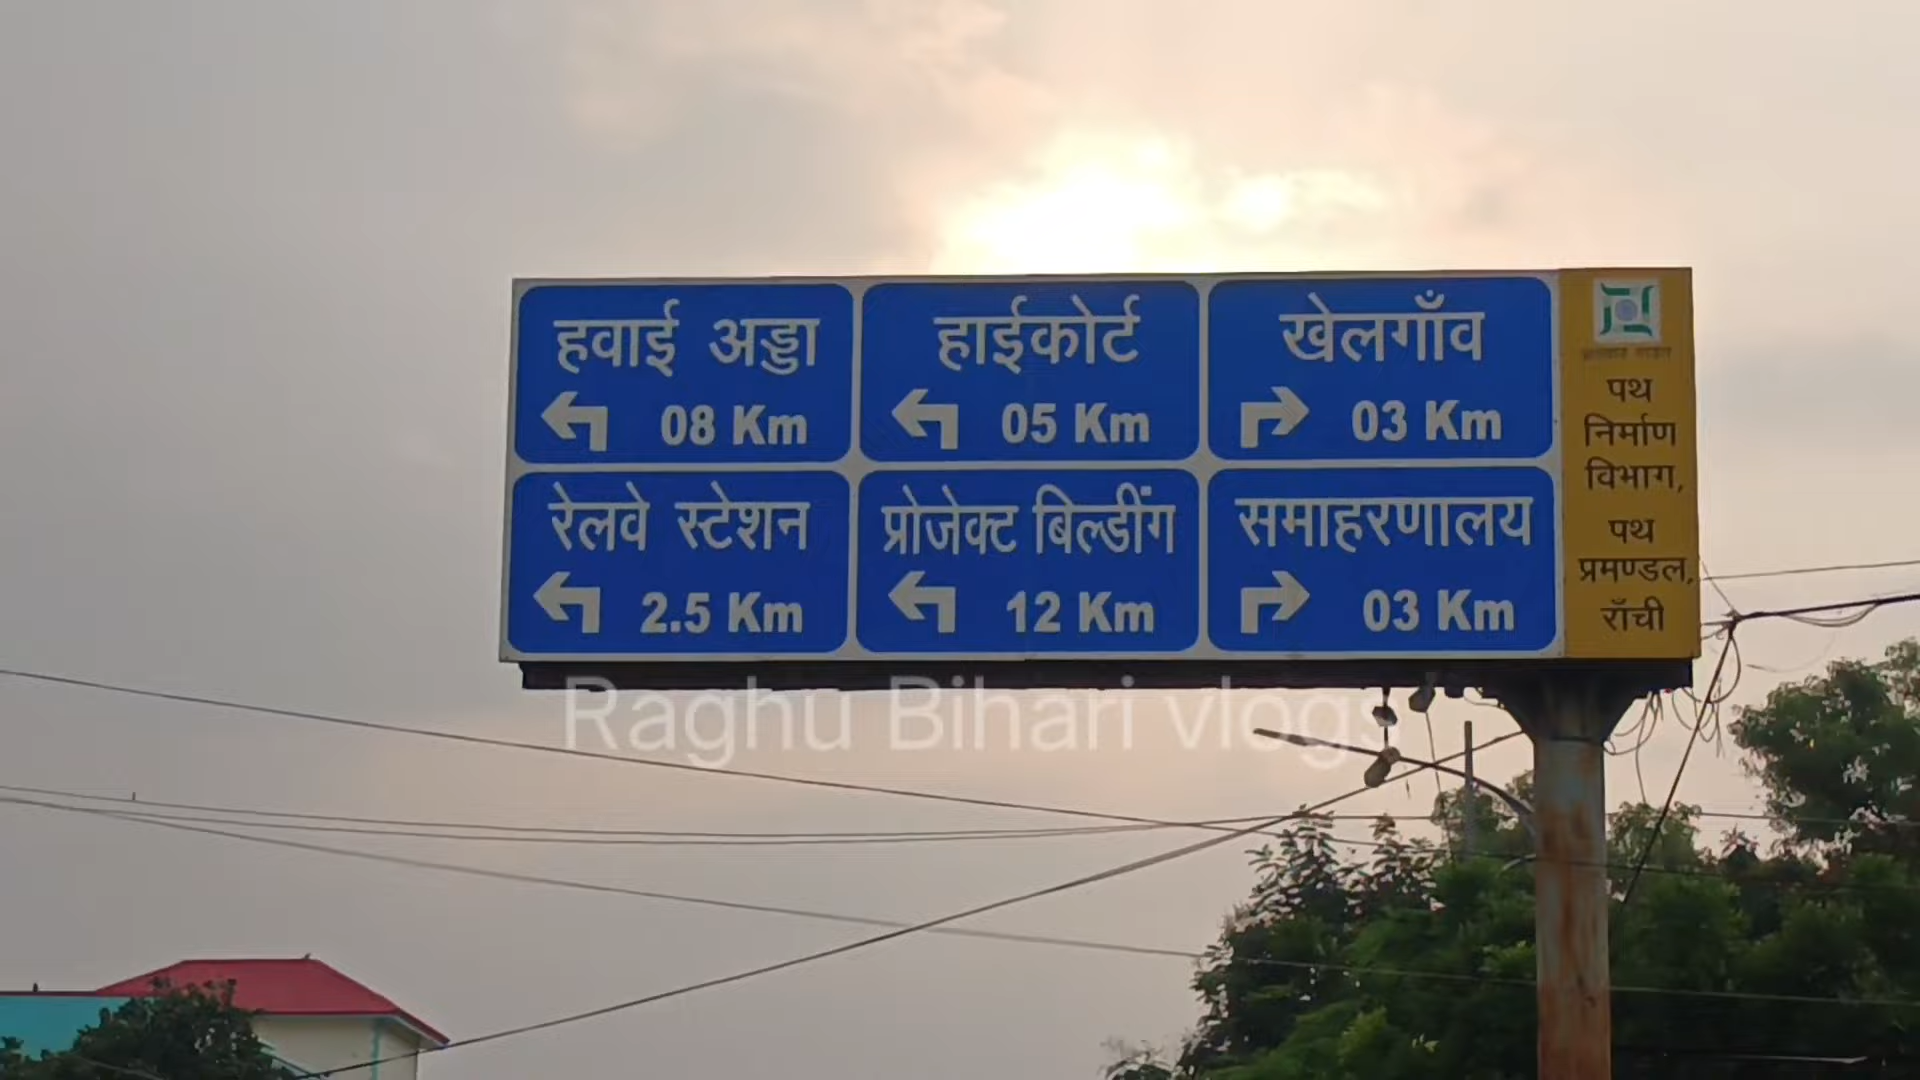 हवाई अड्डा
08 Km
हाईकोर्ट
05 Km
खेलगाँव
03 Km
रेलवे स्टेशन
2.5 Km
प्रोजेक्ट बिल्डींग
12 Km
समाहरणालय
03 Km
पथ
निर्माण
विभाग,
पथ
प्रमण्डल,
राँची
Raghu Bihari vlogs